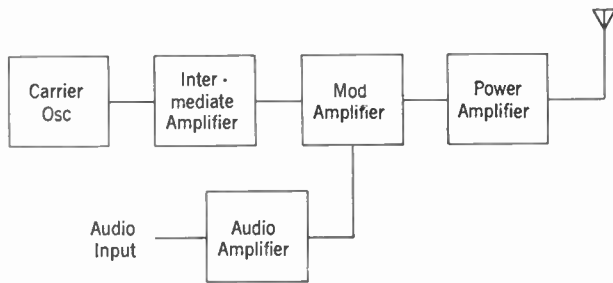 Carrier
Osc
Inter-
mediate
Amplifier
Mod
Amplifier
Power
Amplifier
Audio
Input
Audio
Amplifier